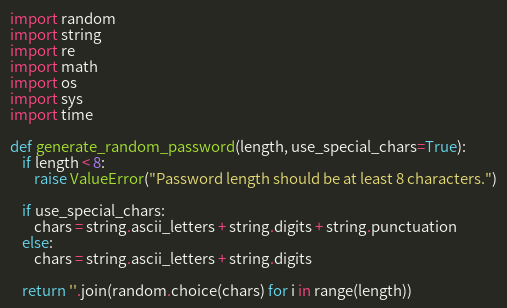 import random
import string
import re
import math
import os
import sys
import time

def generate_random_password(length, use_special_chars=True):
    if length < 8:
        raise ValueError("Password length should be at least 8 characters.")

    if use_special_chars:
        chars = string.ascii_letters + string.digits + string.punctuation
    else:
        chars = string.ascii_letters + string.digits

    return ''.join(random.choice(chars) for i in range(length))